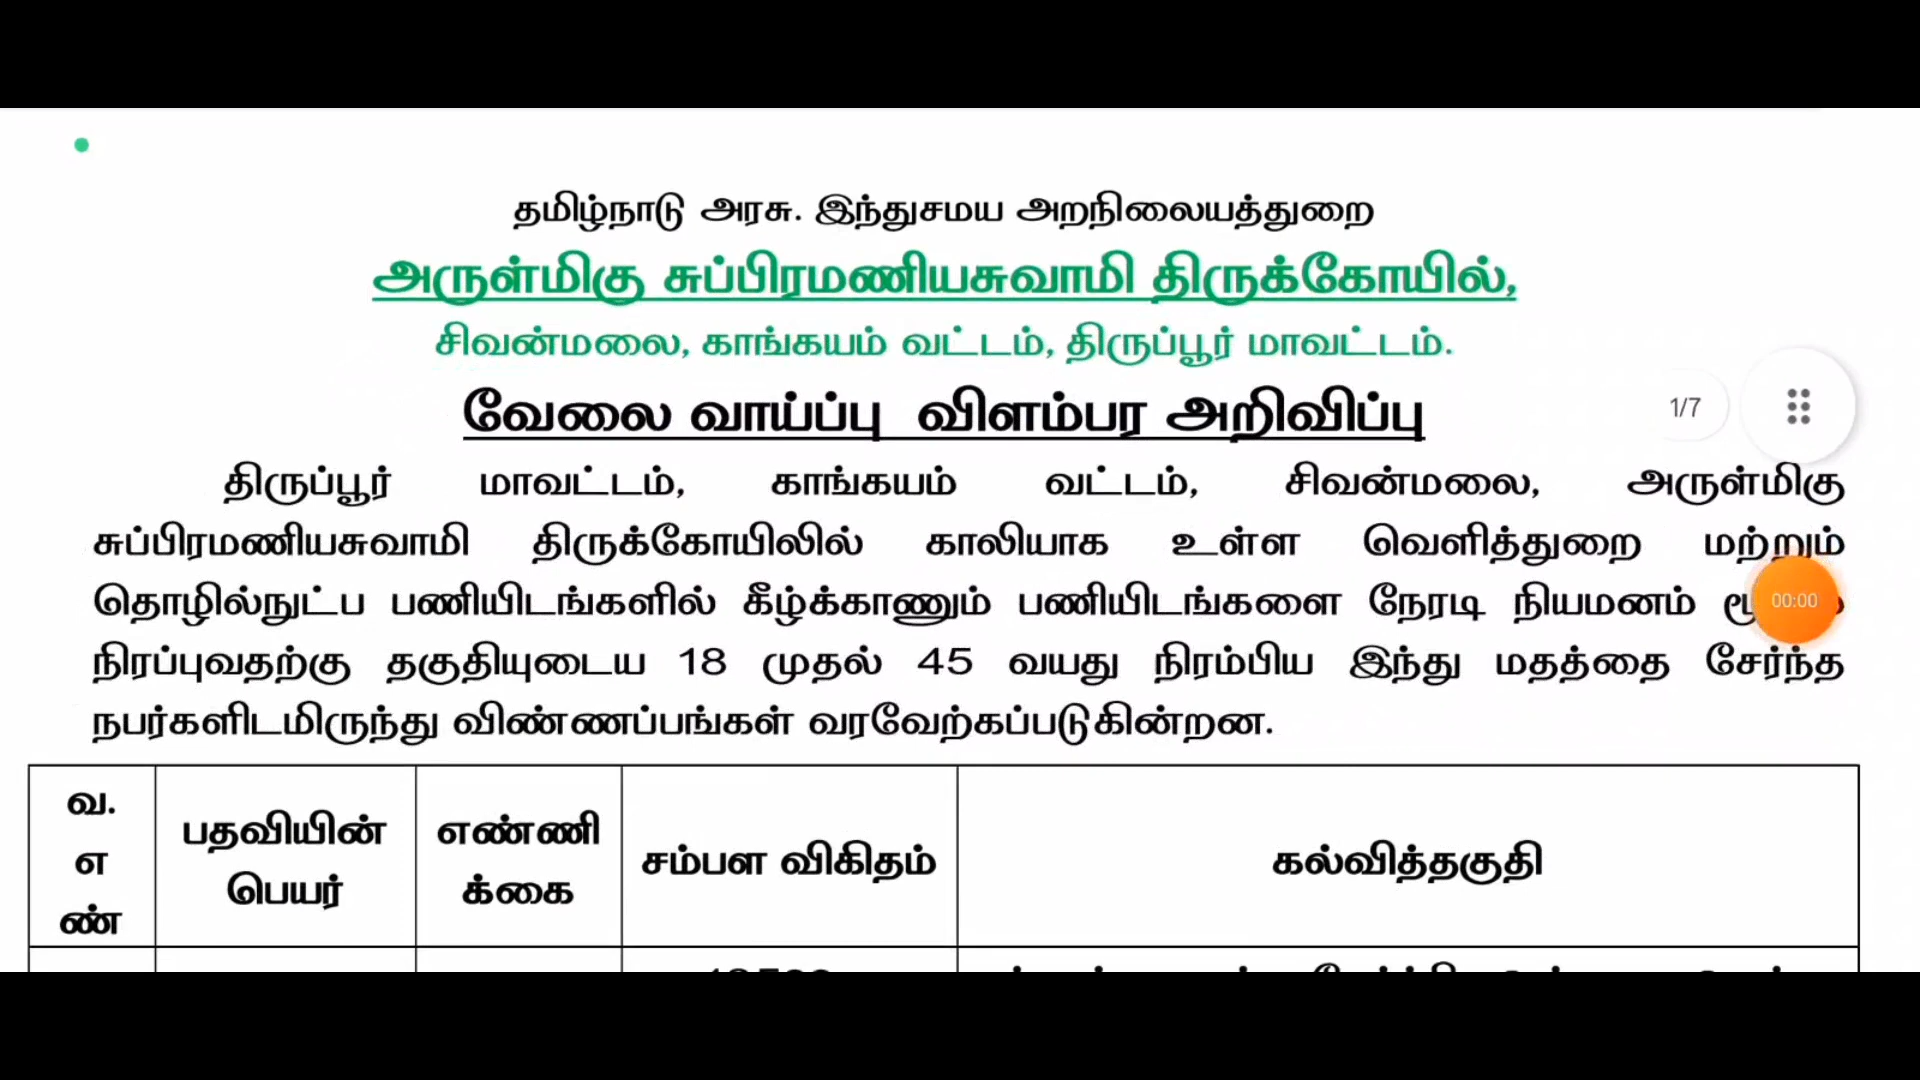 தமிழ்நாடு அரசு. இந்துசமய அறநிலையத்துறை
அருள்மிகு சுப்பிரமணியசுவாமி திருக்கோயில்,
சிவன்மலை, காங்கயம் வட்டம், திருப்பூர் மாவட்டம்.
வேலை வாய்ப்பு விளம்பர அறிவிப்பு
1/7
திருப்பூர் மாவட்டம், காங்கயம் வட்டம், சிவன்மலை, அருள்மிகு
சுப்பிரமணியசுவாமி திருக்கோயிலில் காலியாக உள்ள வெளித்துறை மற்றும்
தொழில்நுட்ப பணியிடங்களில் கீழ்க்காணும் பணியிடங்களை நேரடி நியமனம்
00:00
நிரப்புவதற்கு தகுதியுடைய 18 முதல் 45 வயது நிரம்பிய இந்து மதத்தை சேர்ந்த
நபர்களிடமிருந்து விண்ணப்பங்கள் வரவேற்கப்படுகின்றன.
வ.
எ
ண்
பதவியின்
பெயர்
எண்ணி
க்கை
சம்பள விகிதம்
கல்வித்தகுதி